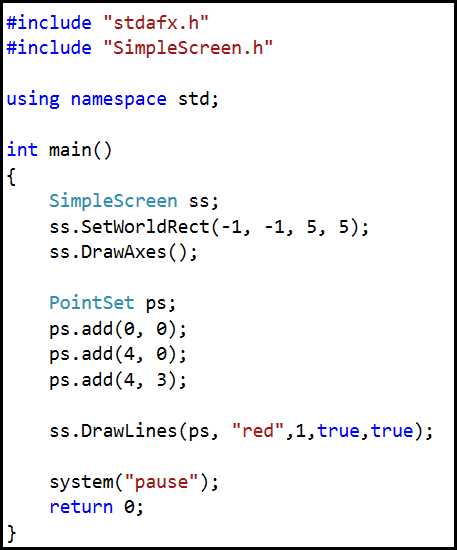 #include "stdafx.h"
#include "SimpleScreen.h"

using namespace std;

int main()
{
    SimpleScreen ss;
    ss.SetWorldRect(-1, -1, 5, 5);
    ss.DrawAxes();

    PointSet ps;
    ps.add(0, 0);
    ps.add(4, 0);
    ps.add(4, 3);

    ss.DrawLines(ps, "red",1,true,true);

    system("pause");
    return 0;
}